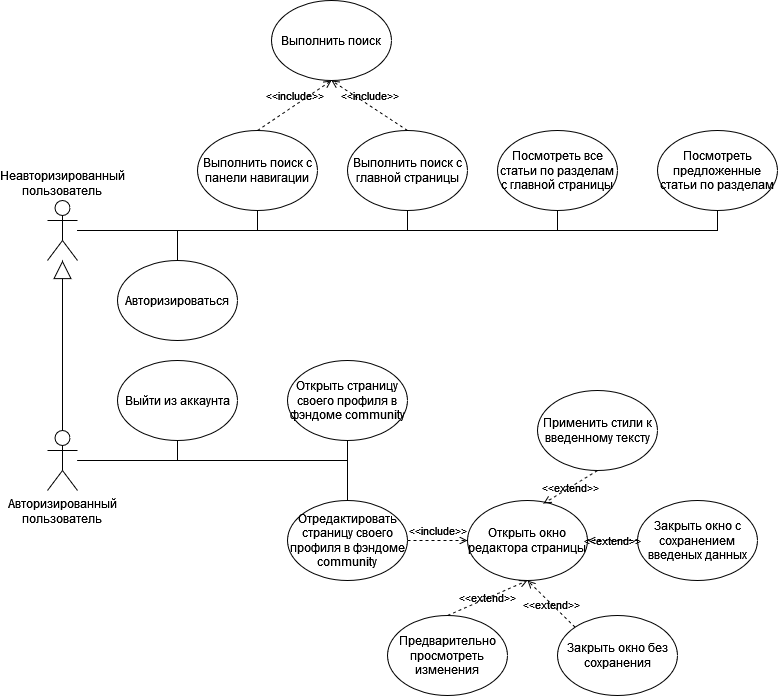 Выполнить поиск
<<include>>
<<include>>
Выполнить поиск с
панели навигации
Выполнить поиск с
главной страницы
Посмотреть все
статьи по разделам
с главной страницы
Посмотреть
предложенные
статьи по разделам
Неавторизированный
пользователь
Авторизироваться
Выйти из аккаунта
Открыть страницу
своего профиля в
фэндоме community
Применить стили к
введенному тексту
<<extend>>
Авторизированный
пользователь
Отредактировать
страницу своего
профиля в фэндоме
community
<<include>>
Открыть окно
редактора страницы
<<extend>>
Закрыть окно с
сохранением
введеных данных
<<extend>>
<<extend>>
Предварительно
просмотреть
изменения
Закрыть окно без
сохранения